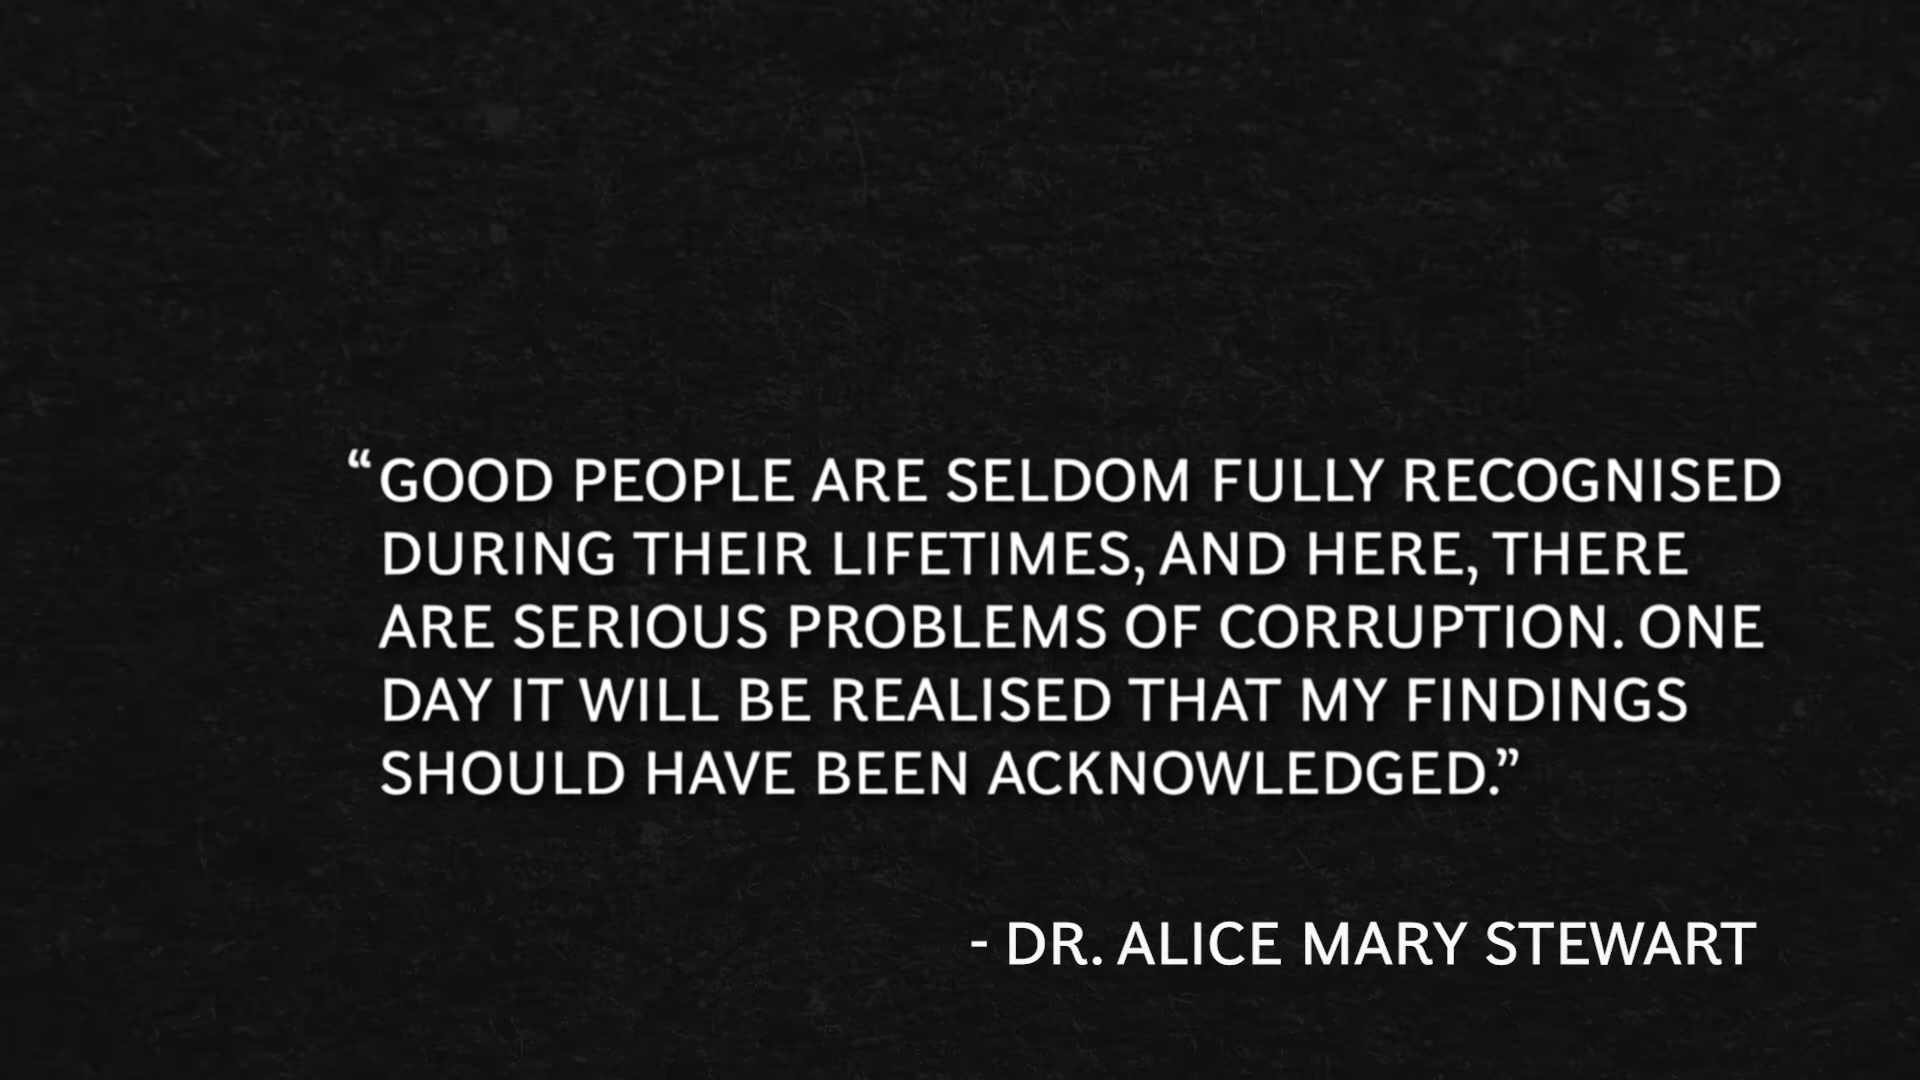 “GOOD PEOPLE ARE SELDOM FULLY RECOGNISED
DURING THEIR LIFETIMES, AND HERE, THERE
ARE SERIOUS PROBLEMS OF CORRUPTION. ONE
DAY IT WILL BE REALISED THAT MY FINDINGS
SHOULD HAVE BEEN ACKNOWLEDGED.”
- DR. ALICE MARY STEWART